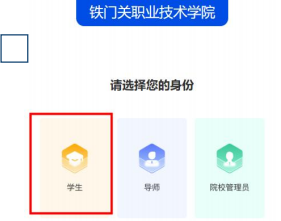 铁门关职业技术学院
请选择您的身份
学生 导师 院校管理员